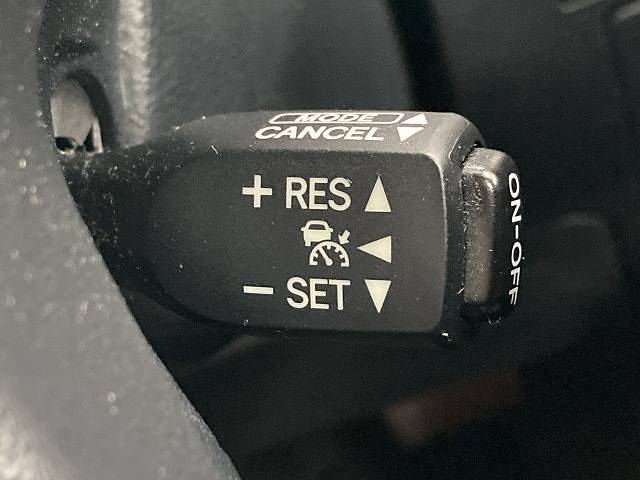 MODE
CANCEL
+ RES
− SET
ON-OFF